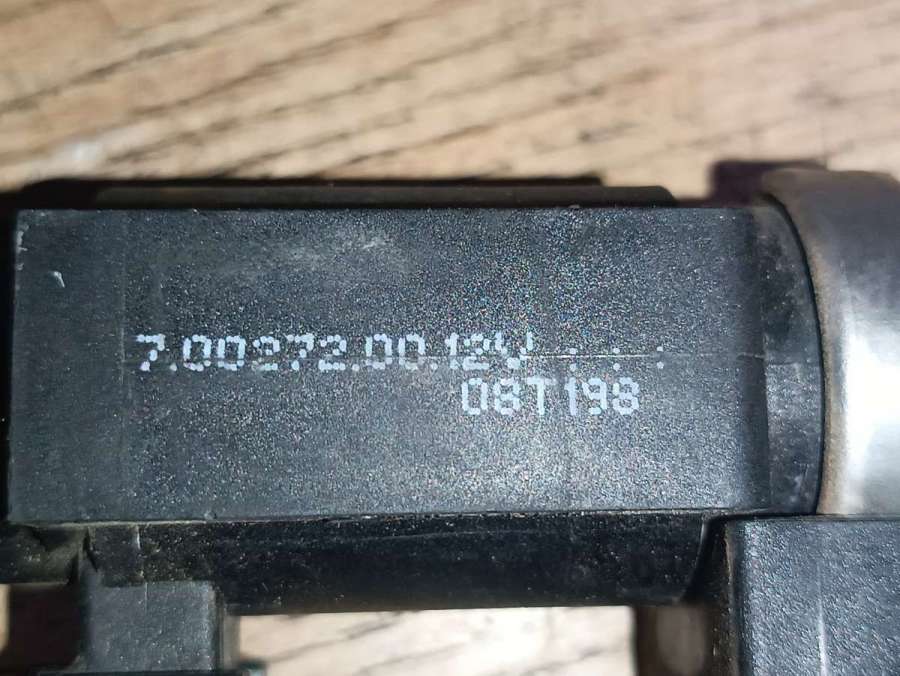 7.00272.00.12V . . .
08T198